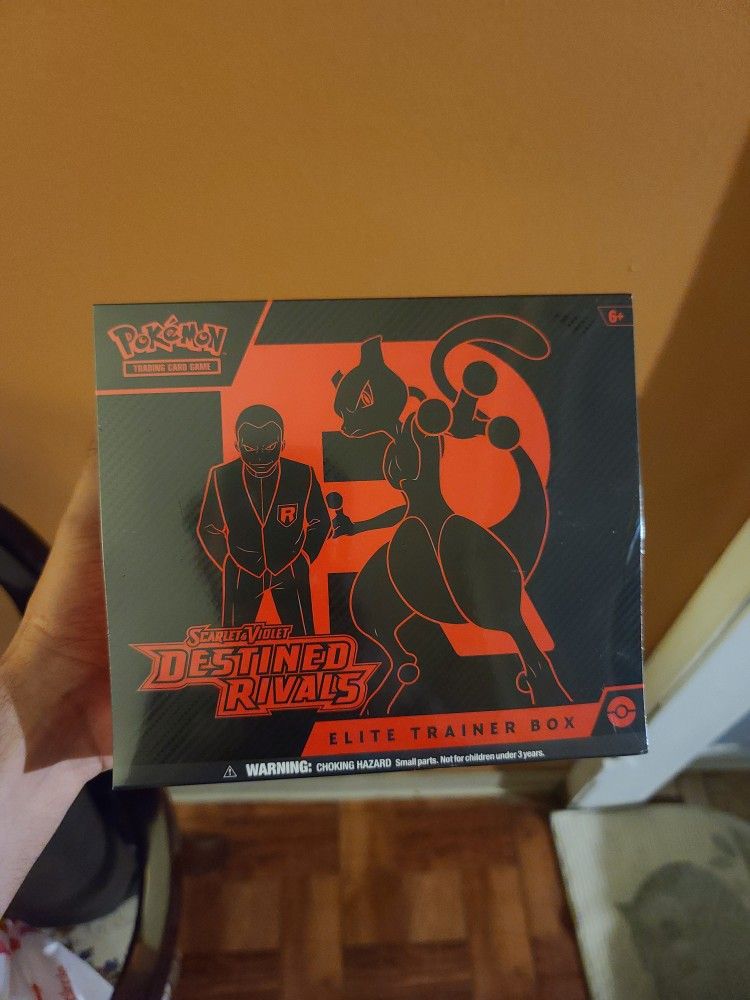 POKéMON
TRADING CARD GAME
6+
R
SCARLET & VIOLET
DESTINED
RIVALS
ELITE TRAINER BOX
WARNING: CHOKING HAZARD Small parts. Not for children under 3 years.